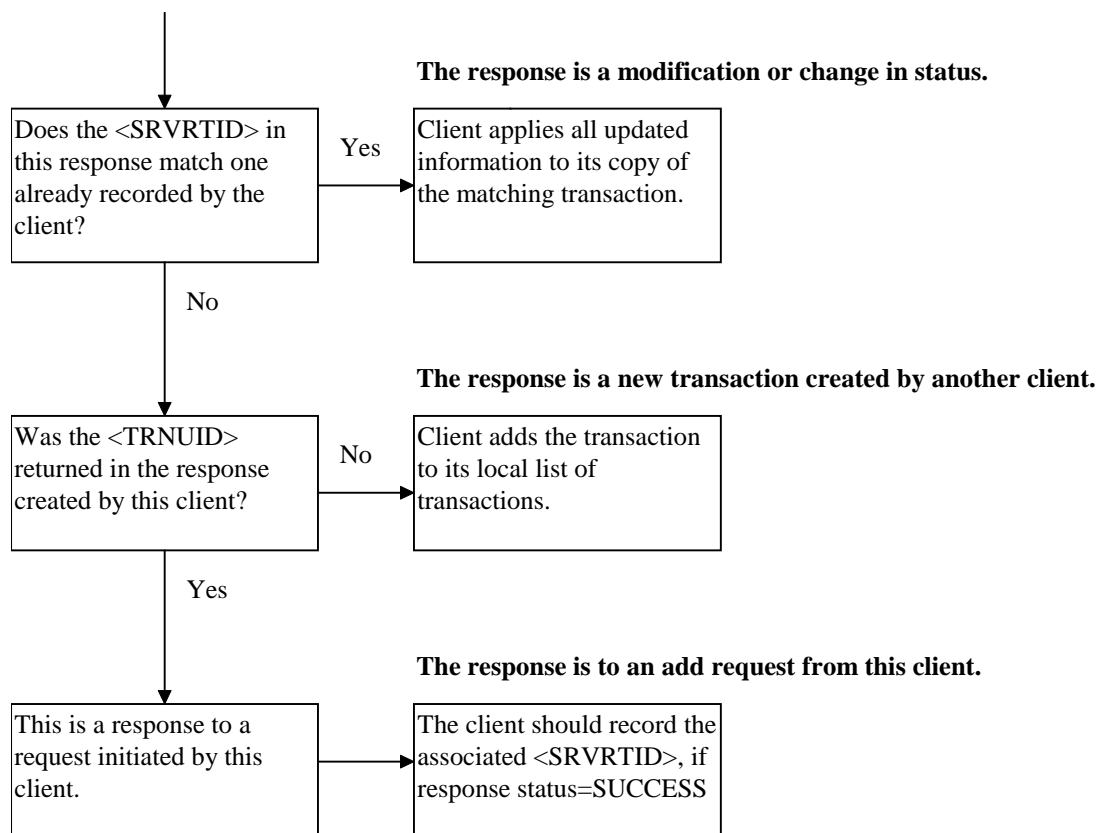 The response is a modification or change in status.
Does the <SRVRTID> in
this response match one
already recorded by the
client?
Yes
Client applies all updated
information to its copy of
the matching transaction.
No
The response is a new transaction created by another client.
Was the <TRNUID>
returned in the response
created by this client?
No
Client adds the transaction
to its local list of
transactions.
Yes
The response is to an add request from this client.
This is a response to a
request initiated by this
client.
The client should record the
associated <SRVRTID>, if
response status=SUCCESS